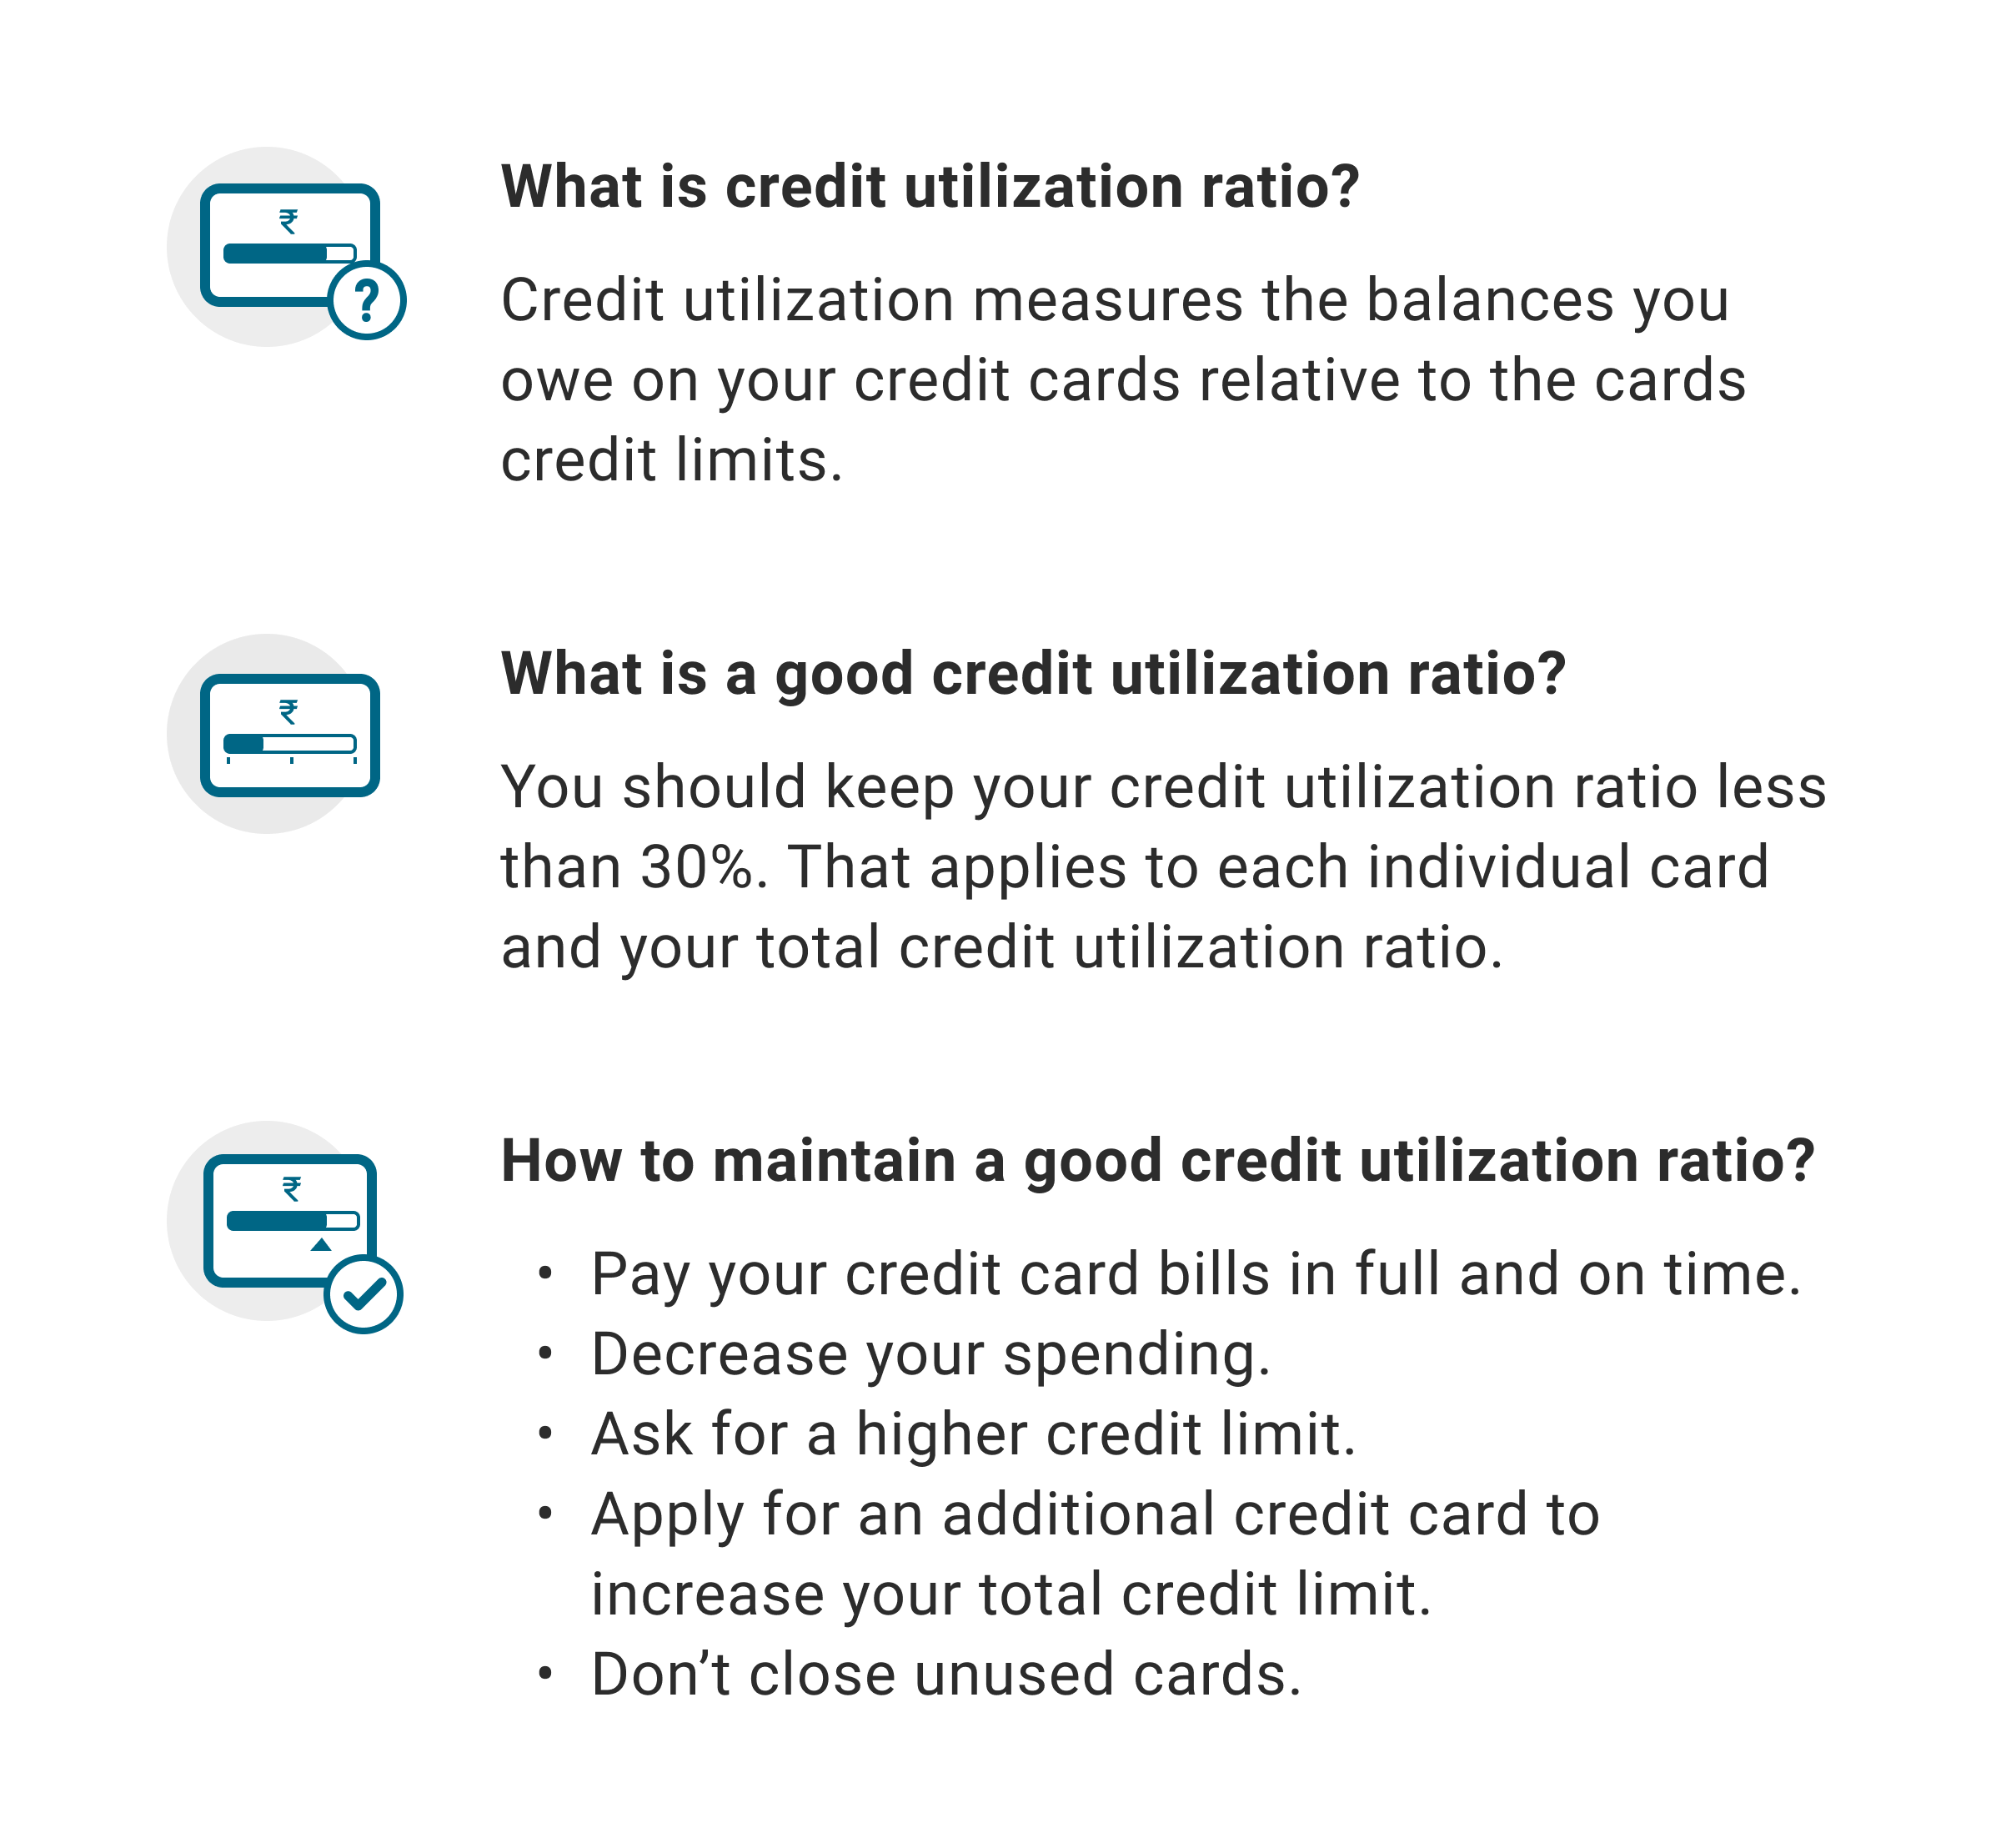 What is credit utilization ratio?
₹
?
Credit utilization measures the balances you
owe on your credit cards relative to the cards
credit limits.
What is a good credit utilization ratio?
₹
You should keep your credit utilization ratio less
than 30%. That applies to each individual card
and your total credit utilization ratio.
How to maintain a good credit utilization ratio?
₹
• Pay your credit card bills in full and on time.
• Decrease your spending.
• Ask for a higher credit limit.
• Apply for an additional credit card to
increase your total credit limit.
• Don’t close unused cards.